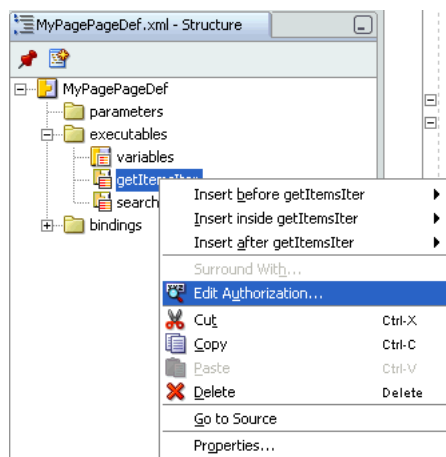 MyPagePageDef.xml - Structure
MyPagePageDef
parameters
executables
variables
getItemsIter
search
bindings
Insert before getItemsIter
Insert inside getItemsIter
Insert after getItemsIter
Surround With...
Edit Authorization...
Cut Ctrl-X
Copy Ctrl-C
Paste Ctrl-V
Delete Delete
Go to Source
Properties...